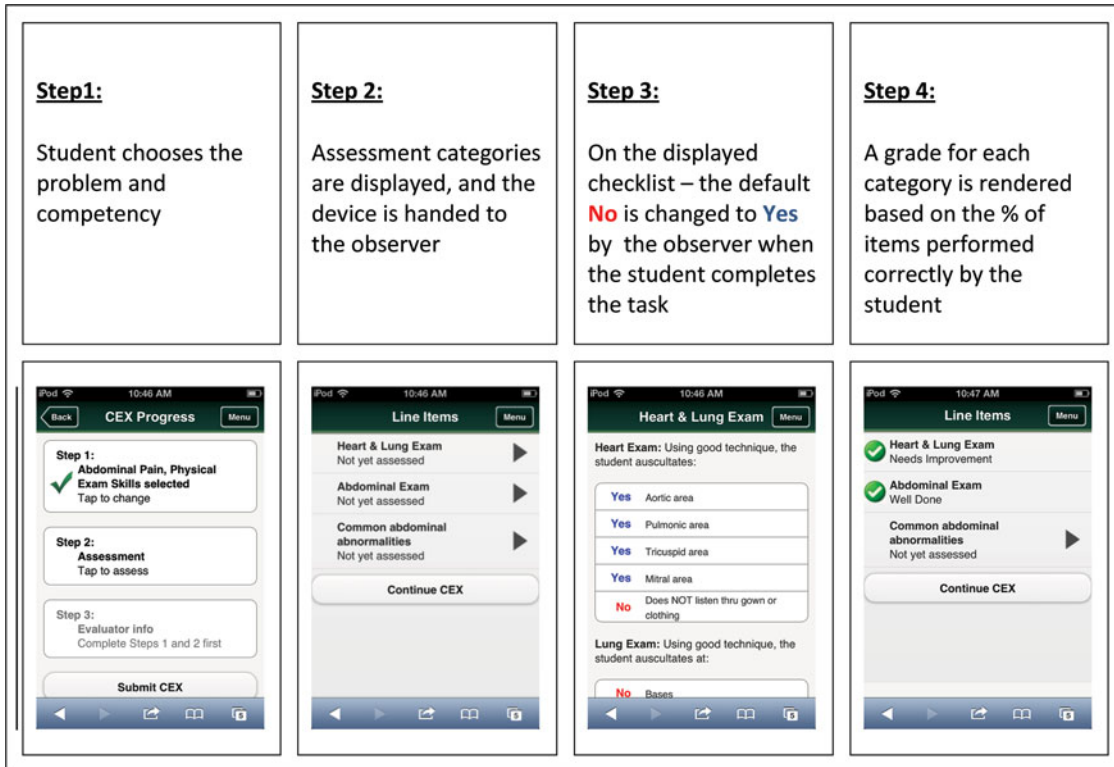 Step1:
Student chooses the
problem and
competency
Step 2:
Assessment categories
are displayed, and the
device is handed to
the observer
Step 3:
On the displayed
checklist – the default
No is changed to Yes
by the observer when
the student completes
the task
Step 4:
A grade for each
category is rendered
based on the % of
items performed
correctly by the
student
iPod 10:46 AM
Back CEX Progress Menu
Step 1:
Abdominal Pain, Physical
Exam Skills selected
Tap to change
Step 2:
Assessment
Tap to assess
Step 3:
Evaluator info
Complete Steps 1 and 2 first
Submit CEX
5
iPod 10:46 AM
Line Items Menu
Heart & Lung Exam
Not yet assessed
Abdominal Exam
Not yet assessed
Common abdominal
abnormalities
Not yet assessed
Continue CEX
5
iPod 10:46 AM
Heart & Lung Exam Menu
Heart Exam: Using good technique, the
student auscultates:
Yes Aortic area
Yes Pulmonic area
Yes Tricuspid area
Yes Mitral area
No Does NOT listen thru gown or
clothing
Lung Exam: Using good technique, the
student auscultates at:
No Bases
5
iPod 10:47 AM
Line Items Menu
Heart & Lung Exam
Needs Improvement
Abdominal Exam
Well Done
Common abdominal
abnormalities
Not yet assessed
Continue CEX
5